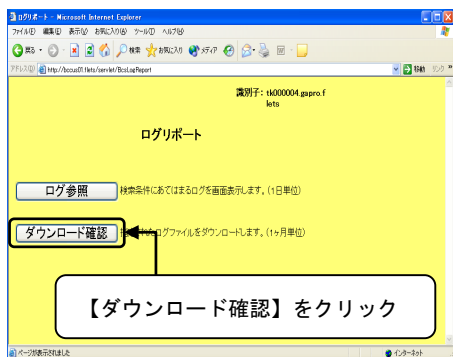 ログリポート - Microsoft Internet Explorer
ファイル(F) 編集(E) 表示(V) お気に入り(A) ツール(T) ヘルプ(H)
戻る 検索 お気に入り メディア
アドレス(D) http://bccus01.flets/servlet/BcsLogReport 移動 リンク »
識別子: tk000004.gapro.f
lets
ログリポート
ログ参照 検索条件にあてはまるログを画面表示します。(1日単位)
ダウンロード確認 れたログファイルをダウンロードします。(1ヶ月単位)
【ダウンロード確認】をクリック
ページが表示されました インターネット